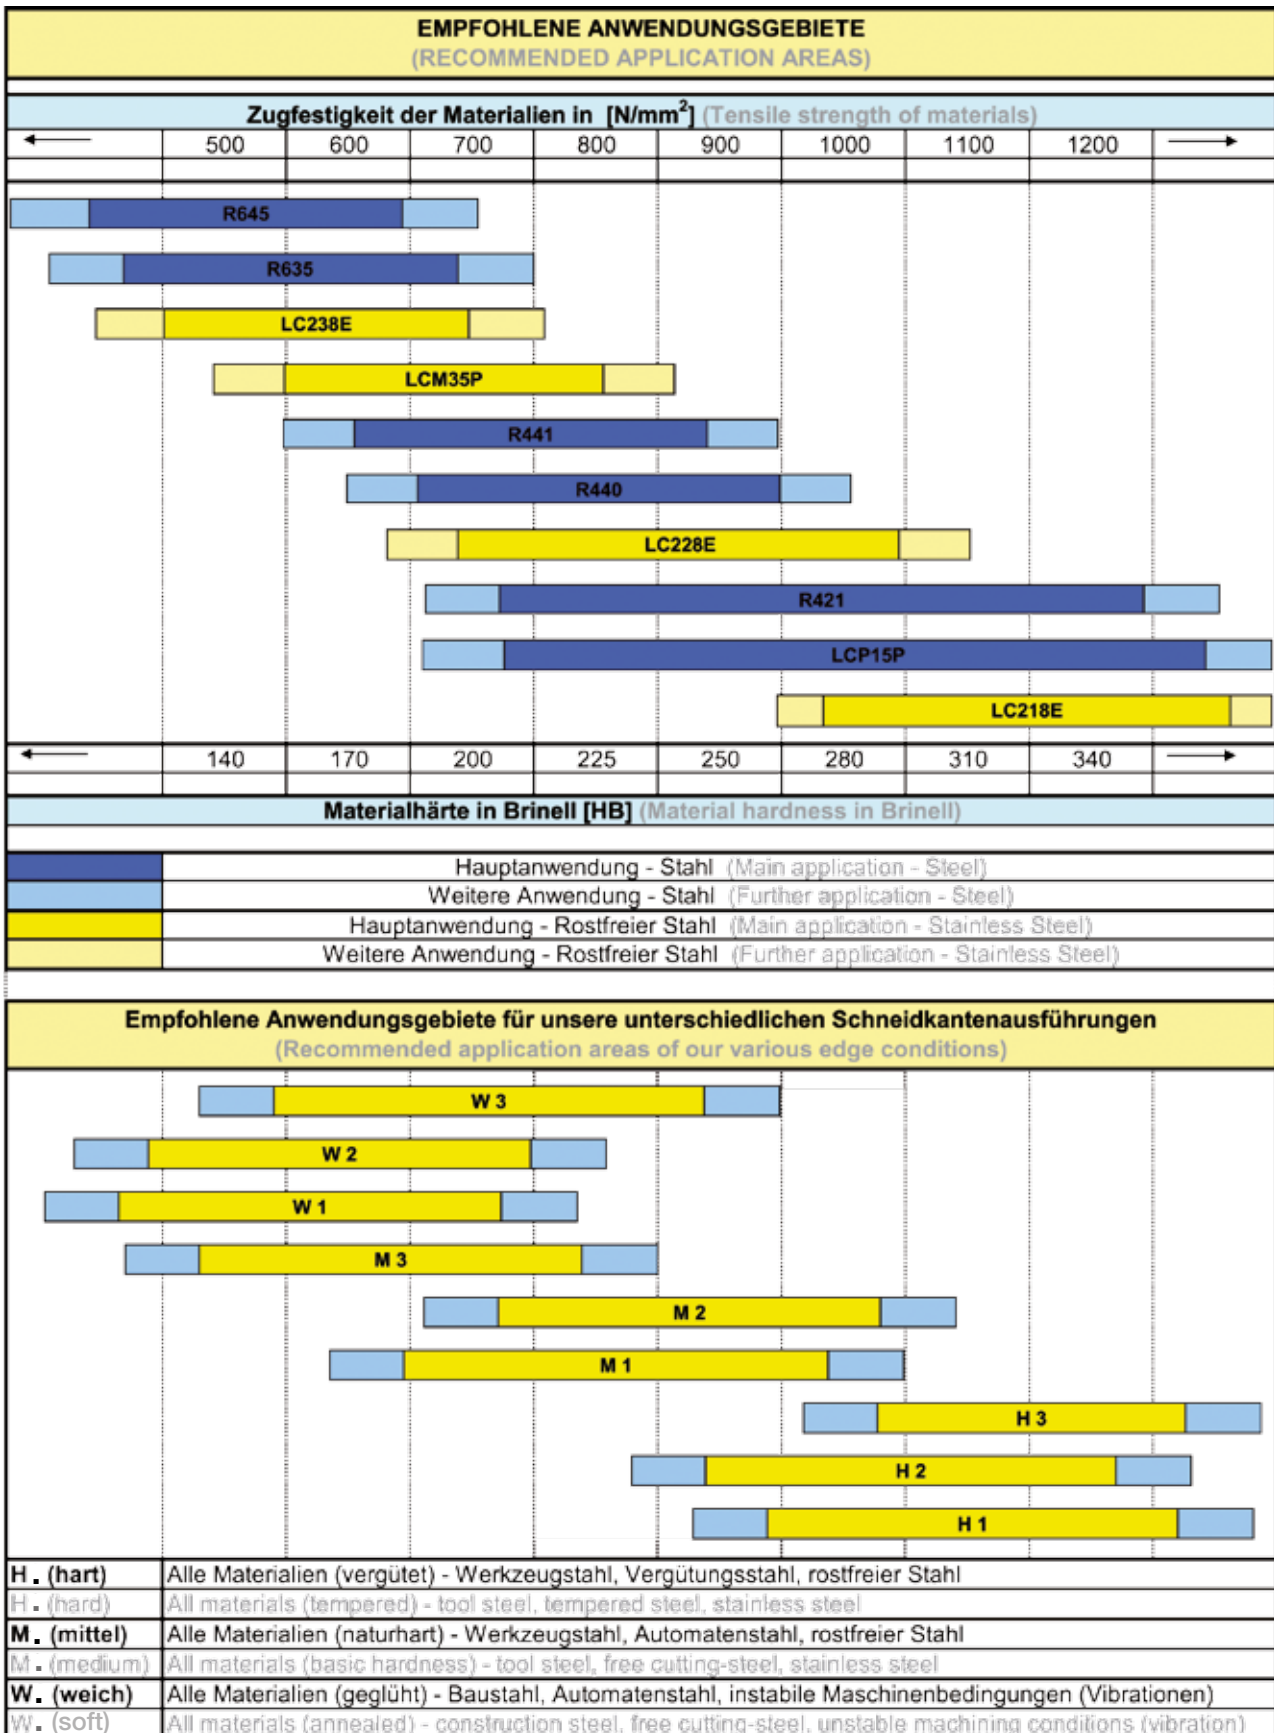 EMPFOHLENE ANWENDUNGSGEBIETE
(RECOMMENDED APPLICATION AREAS)
Zugfestigkeit der Materialien in [N/mm²] (Tensile strength of materials)
500 600 700 800 900 1000 1100 1200
R645
R635
LC238E
LCM35P
R441
R440
LC228E
R421
LCP15P
LC218E
140 170 200 225 250 280 310 340
Materialhärte in Brinell [HB] (Material hardness in Brinell)
Hauptanwendung - Stahl (Main application - Steel)
Weitere Anwendung - Stahl (Further application - Steel)
Hauptanwendung - Rostfreier Stahl (Main application - Stainless Steel)
Weitere Anwendung - Rostfreier Stahl (Further application - Stainless Steel)
Empfohlene Anwendungsgebiete für unsere unterschiedlichen Schneidkantenausführungen
(Recommended application areas of our various edge conditions)
W 3
W 2
W 1
M 3
M 2
M 1
H 3
H 2
H 1
H . (hart) Alle Materialien (vergütet) - Werkzeugstahl, Vergütungsstahl, rostfreier Stahl
H . (hard) All materials (tempered) - tool steel, tempered steel, stainless steel
M . (mittel) Alle Materialien (naturhart) - Werkzeugstahl, Automatenstahl, rostfreier Stahl
M . (medium) All materials (basic hardness) - tool steel, free cutting-steel, stainless steel
W . (weich) Alle Materialien (geglüht) - Baustahl, Automatenstahl, instabile Maschinenbedingungen (Vibrationen)
W . (soft) All materials (annealed) - construction steel, free cutting-steel, unstable machining conditions (vibration)